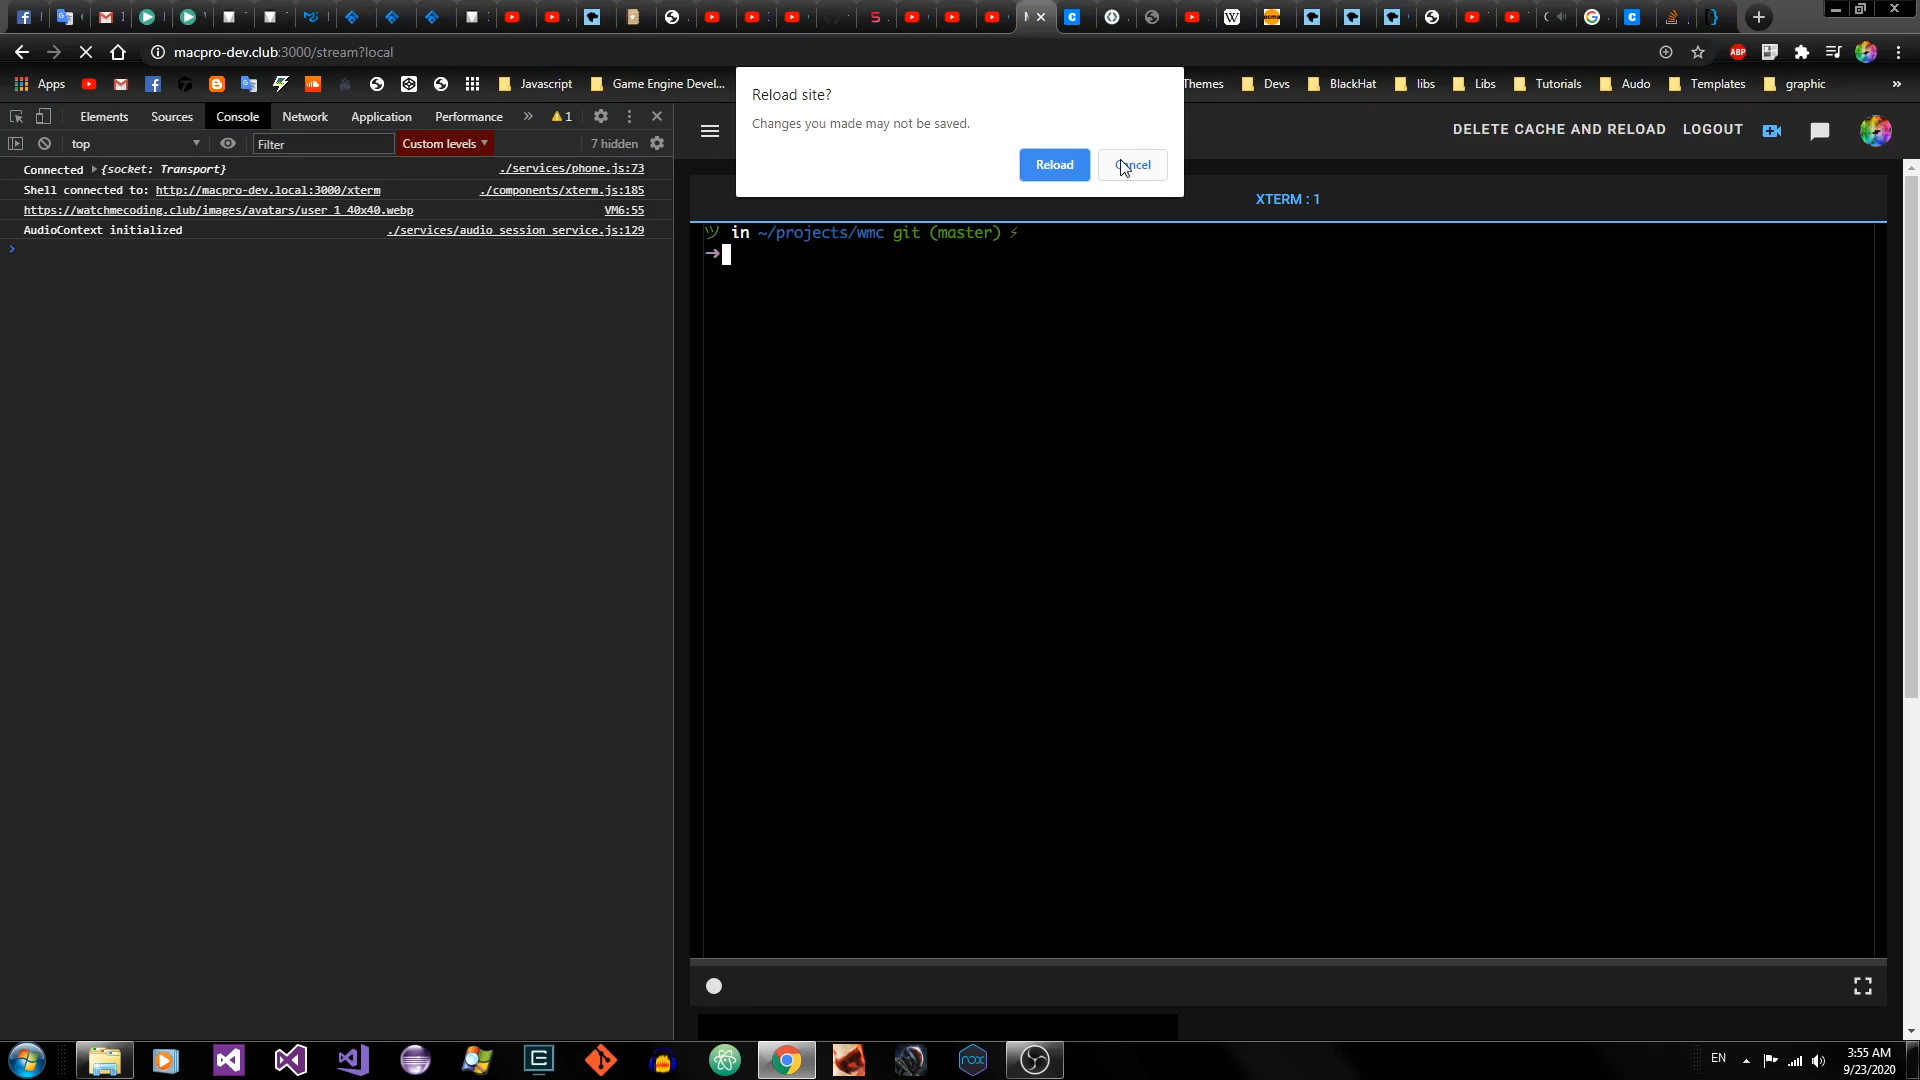 macpro-dev.club:3000/stream?local
ABP
Apps
Javascript
Game Engine Devel...
Themes
Devs
BlackHat
libs
Libs
Tutorials
Audo
Templates
graphic
»
Reload site?
Changes you made may not be saved.
Reload
Elements
Sources
Console
Network
Application
Performance
»
1
top
Filter
Custom levels
7 hidden
Connected {socket: Transport}
./services/phone.js:73
Shell connected to: http://macpro-dev.local:3000/xterm
./components/xterm.js:185
https://watchmecoding.club/images/avatars/user_1_40x40.webp
VM6:55
AudioContext initialized
./services/audio_session_service.js:129
DELETE CACHE AND RELOAD
LOGOUT
XTERM : 1
ツ in ~/projects/wmc git (master) ⚡
➜
nox
EN
3:55 AM
9/23/2020